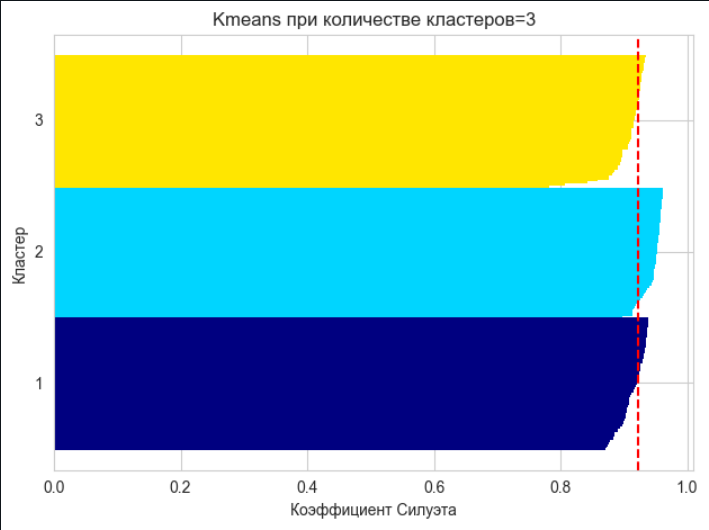 Kmeans при количестве кластеров=3
Кластер
3
2
1
0.0 0.2 0.4 0.6 0.8 1.0
Коэффициент Силуэта